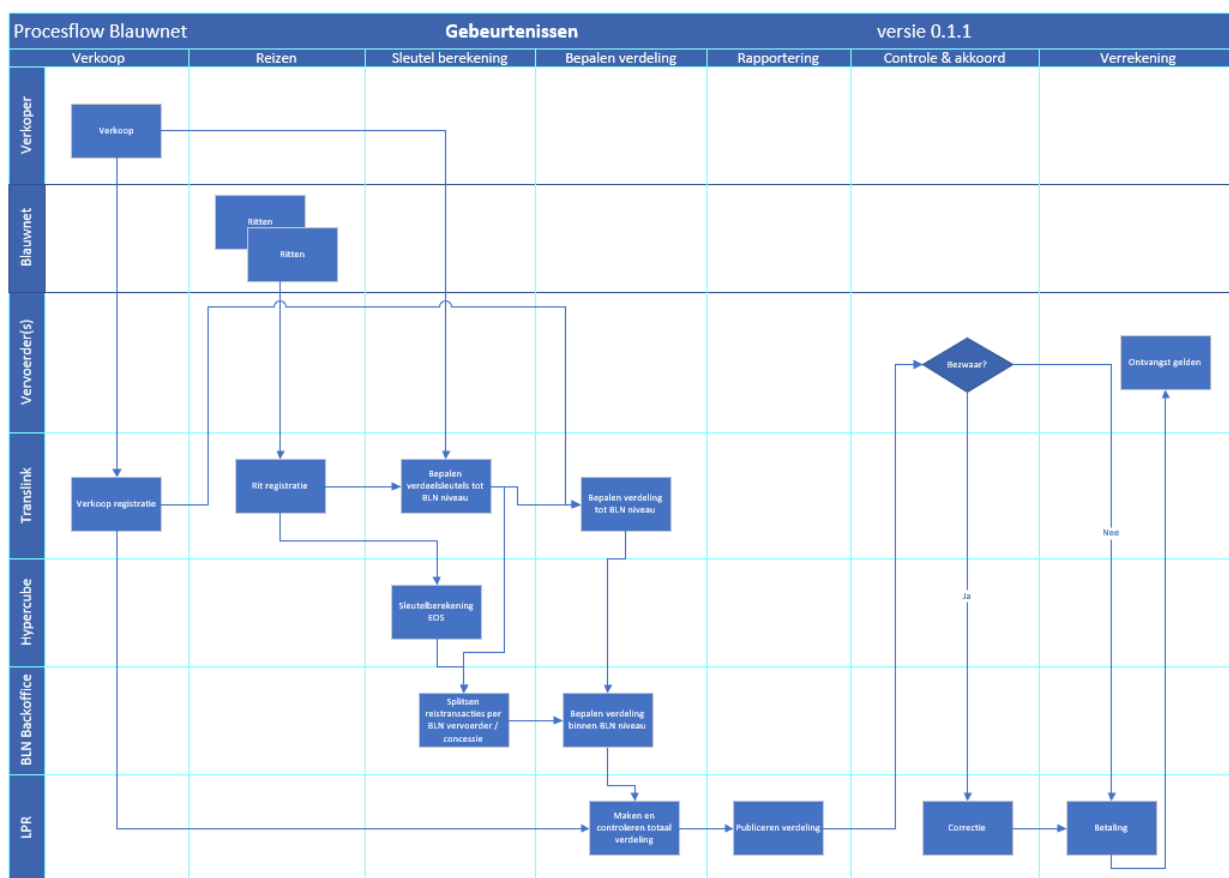 Procesflow Blauwnet Gebeurtenissen versie 0.1.1
Verkoop Reizen Sleutel berekening Bepalen verdeling Rapportering Controle & akkoord Verrekening
Verkoper
Verkoop
Blauwnet
Ritten
Ritten
Vervoerder(s)
Bezwaar?
Ontvangst gelden
Translink
Verkoop registratie
Rit registratie
Bepalen
verdeelsleutels tot
BLN niveau
Bepalen verdeling
tot BLN niveau
Nee
Hypercube
Sleutelberekening
EOS
Ja
BLN Backoffice
Splitsen
reistransacties per
BLN vervoerder /
concessie
Bepalen verdeling
binnen BLN niveau
LPR
Maken en
controleren totaal
verdeling
Publiceren verdeling
Correctie
Betaling